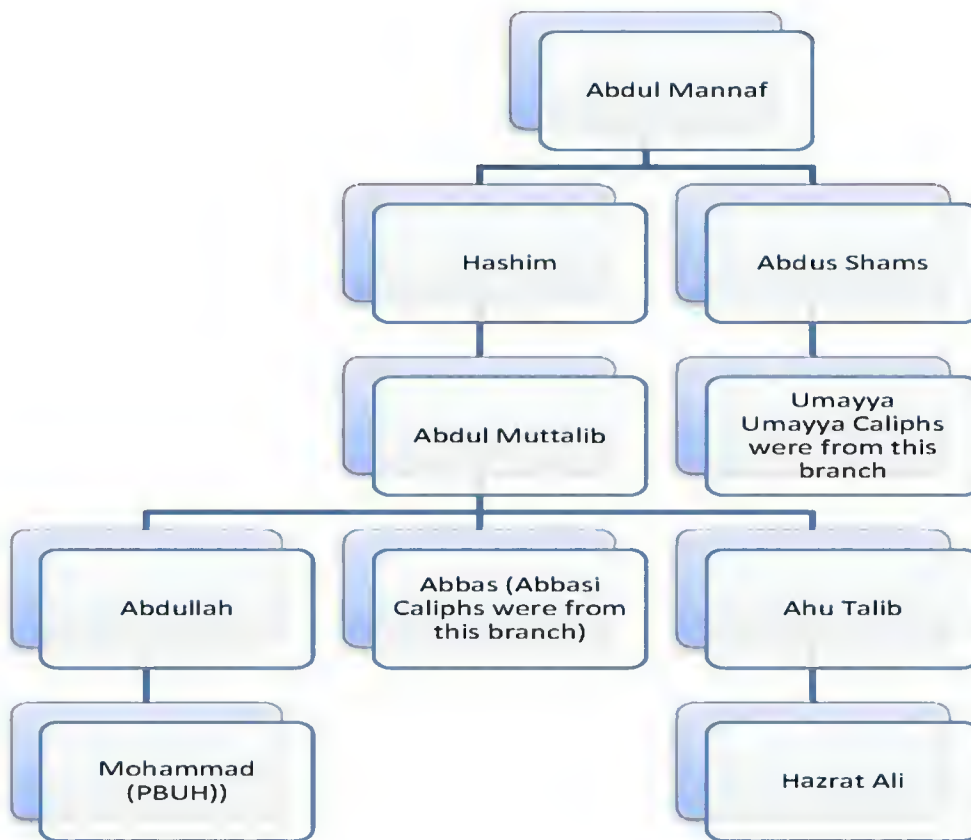 Abdul Mannaf
Hashim
Abdus Shams
Abdul Muttalib
Umayya
Umayya Caliphs
were from this
branch
Abdullah
Abbas (Abbasi
Caliphs were from
this branch)
Ahu Talib
Mohammad
(PBUH))
Hazrat Ali